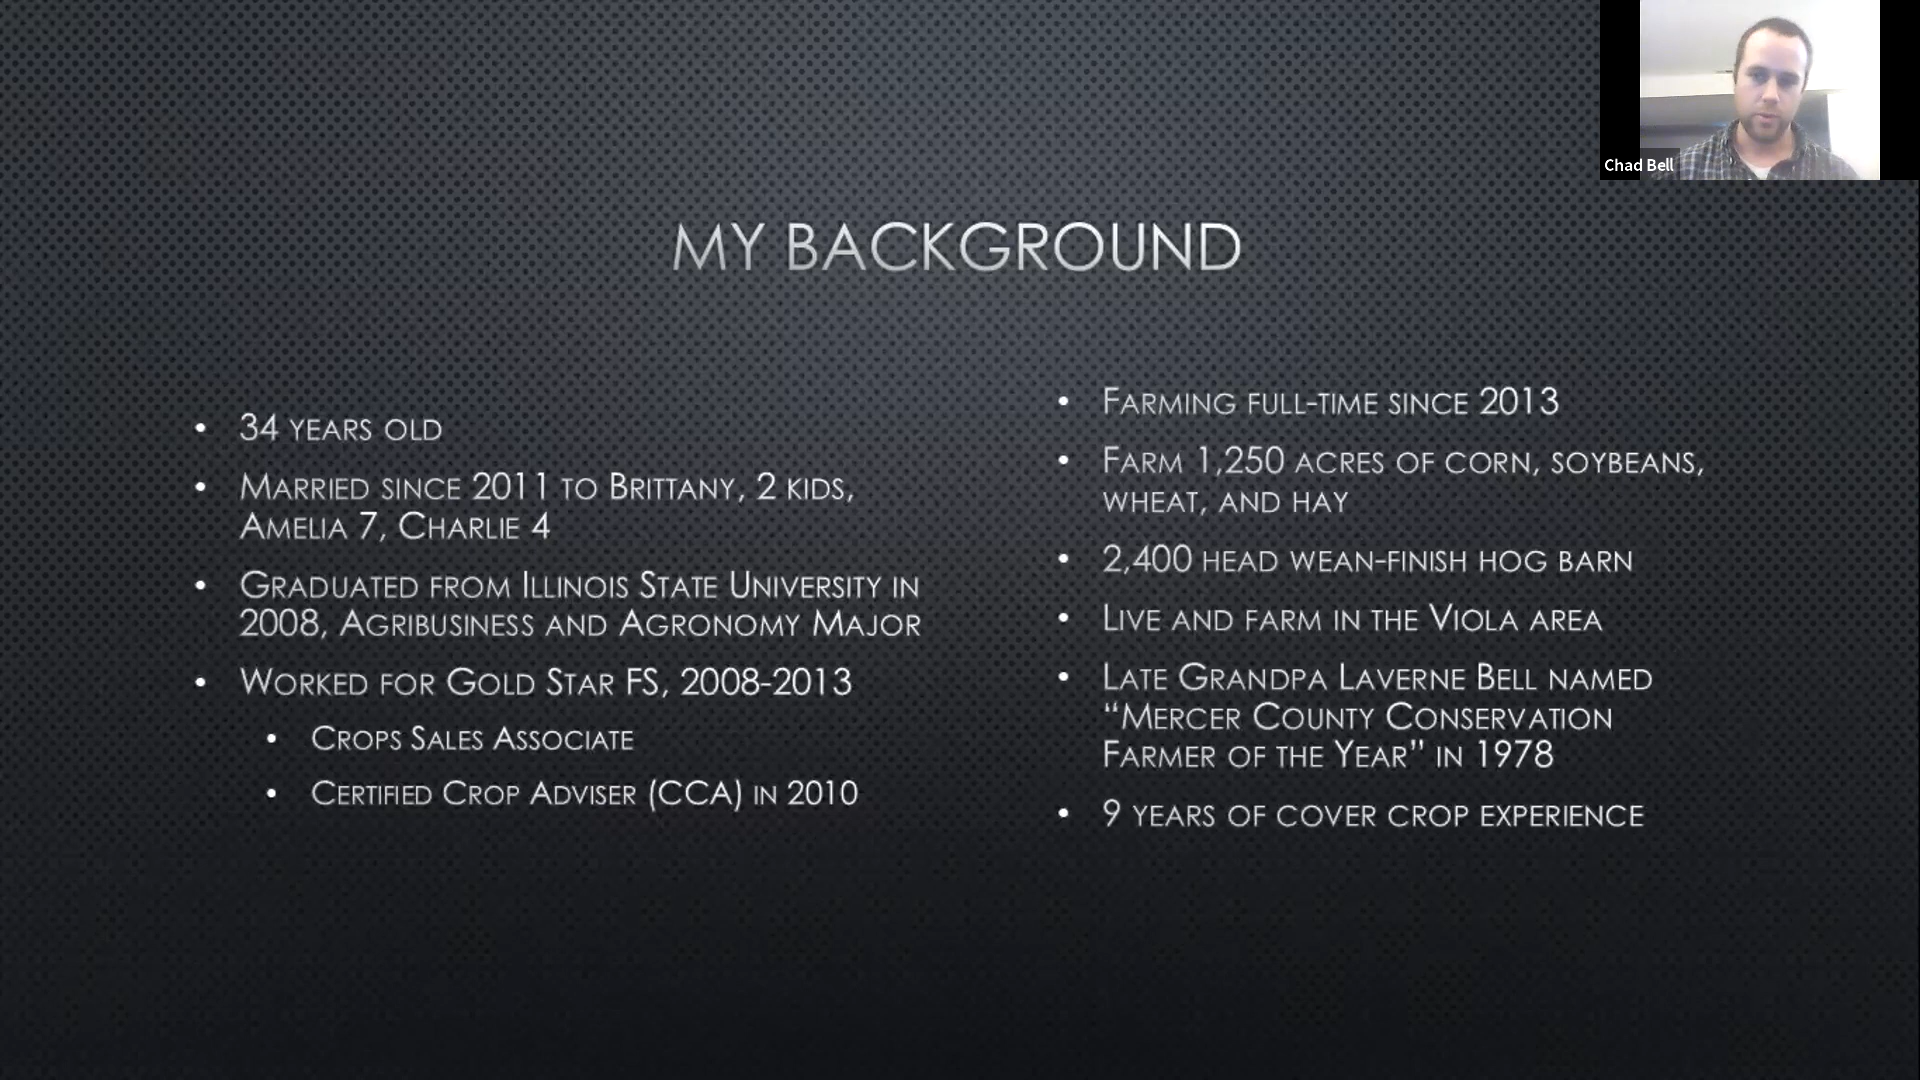 Chad Bell
MY BACKGROUND
• 34 YEARS OLD
• MARRIED SINCE 2011 TO BRITTANY, 2 KIDS,
AMELIA 7, CHARLIE 4
• GRADUATED FROM ILLINOIS STATE UNIVERSITY IN
2008, AGRIBUSINESS AND AGRONOMY MAJOR
• WORKED FOR GOLD STAR FS, 2008-2013
• CROPS SALES ASSOCIATE
• CERTIFIED CROP ADVISER (CCA) IN 2010
• FARMING FULL-TIME SINCE 2013
• FARM 1,250 ACRES OF CORN, SOYBEANS,
WHEAT, AND HAY
• 2,400 HEAD WEAN-FINISH HOG BARN
• LIVE AND FARM IN THE VIOLA AREA
• LATE GRANDPA LAVERNE BELL NAMED
“MERCER COUNTY CONSERVATION
FARMER OF THE YEAR” IN 1978
• 9 YEARS OF COVER CROP EXPERIENCE